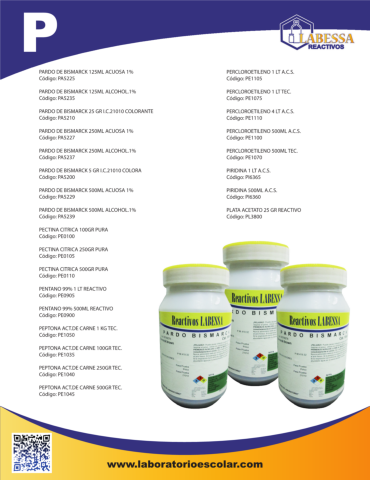 P
LABESSA
REACTIVOS
PARDO DE BISMARCK 125ML ACUOSA 1%
Código: PA5225
PARDO DE BISMARCK 125ML ALCOHOL.1%
Código: PA5235
PARDO DE BISMARCK 25 GR I.C.21010 COLORANTE
Código: PA5210
PARDO DE BISMARCK 250ML ACUOSA 1%
Código: PA5227
PARDO DE BISMARCK 250ML ALCOHOL.1%
Código: PA5237
PARDO DE BISMARCK 5 GR I.C.21010 COLORA
Código: PA5200
PARDO DE BISMARCK 500ML ACUOSA 1%
Código: PA5229
PARDO DE BISMARCK 500ML ALCOHOL.1%
Código: PA5239
PECTINA CITRICA 100GR PURA
Código: PE0100
PECTINA CITRICA 250GR PURA
Código: PE0105
PECTINA CITRICA 500GR PURA
Código: PE0110
PENTANO 99% 1 LT REACTIVO
Código: PE0905
PENTANO 99% 500ML REACTIVO
Código: PE0900
PEPTONA ACT.DE CARNE 1 KG TEC.
Código: PE1050
PEPTONA ACT.DE CARNE 100GR TEC.
Código: PE1035
PEPTONA ACT.DE CARNE 250GR TEC.
Código: PE1040
PEPTONA ACT.DE CARNE 500GR TEC.
Código: PE1045
PERCLOROETILENO 1 LT A.C.S.
Código: PE1105
PERCLOROETILENO 1 LT TEC.
Código: PE1075
PERCLOROETILENO 4 LT A.C.S.
Código: PE1110
PERCLOROETILENO 500ML A.C.S.
Código: PE1100
PERCLOROETILENO 500ML TEC.
Código: PE1070
PIRIDINA 1 LT A.C.S.
Código: PI6365
PIRIDINA 500ML A.C.S.
Código: PI6360
PLATA ACETATO 25 GR REACTIVO
Código: PL3800
Reactivos LABESSA
PARDO BISMAR
Reactivos LABESSA
PARDO BISMAR
Reactivos LABESSA
PARDO BISMARCK
www.laboratorioescolar.com